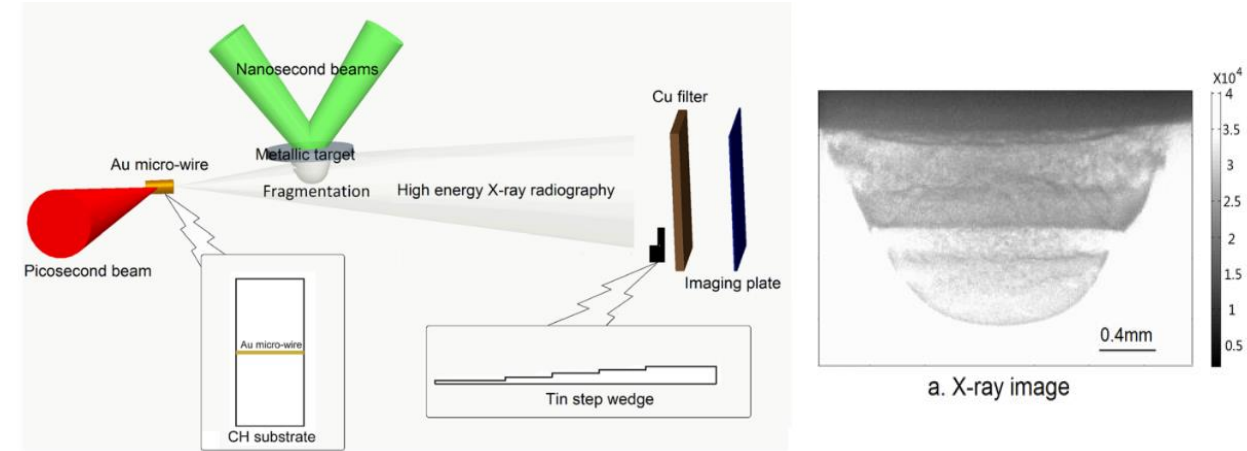 Nanosecond beams
Metallic target
Au micro-wire
Fragmentation
High energy X-ray radiography
Picosecond beam
Cu filter
Imaging plate
Au micro-wire
CH substrate
Tin step wedge
X10⁴
4
3.5
3
2.5
2
1.5
1
0.5
0.4mm
a. X-ray image